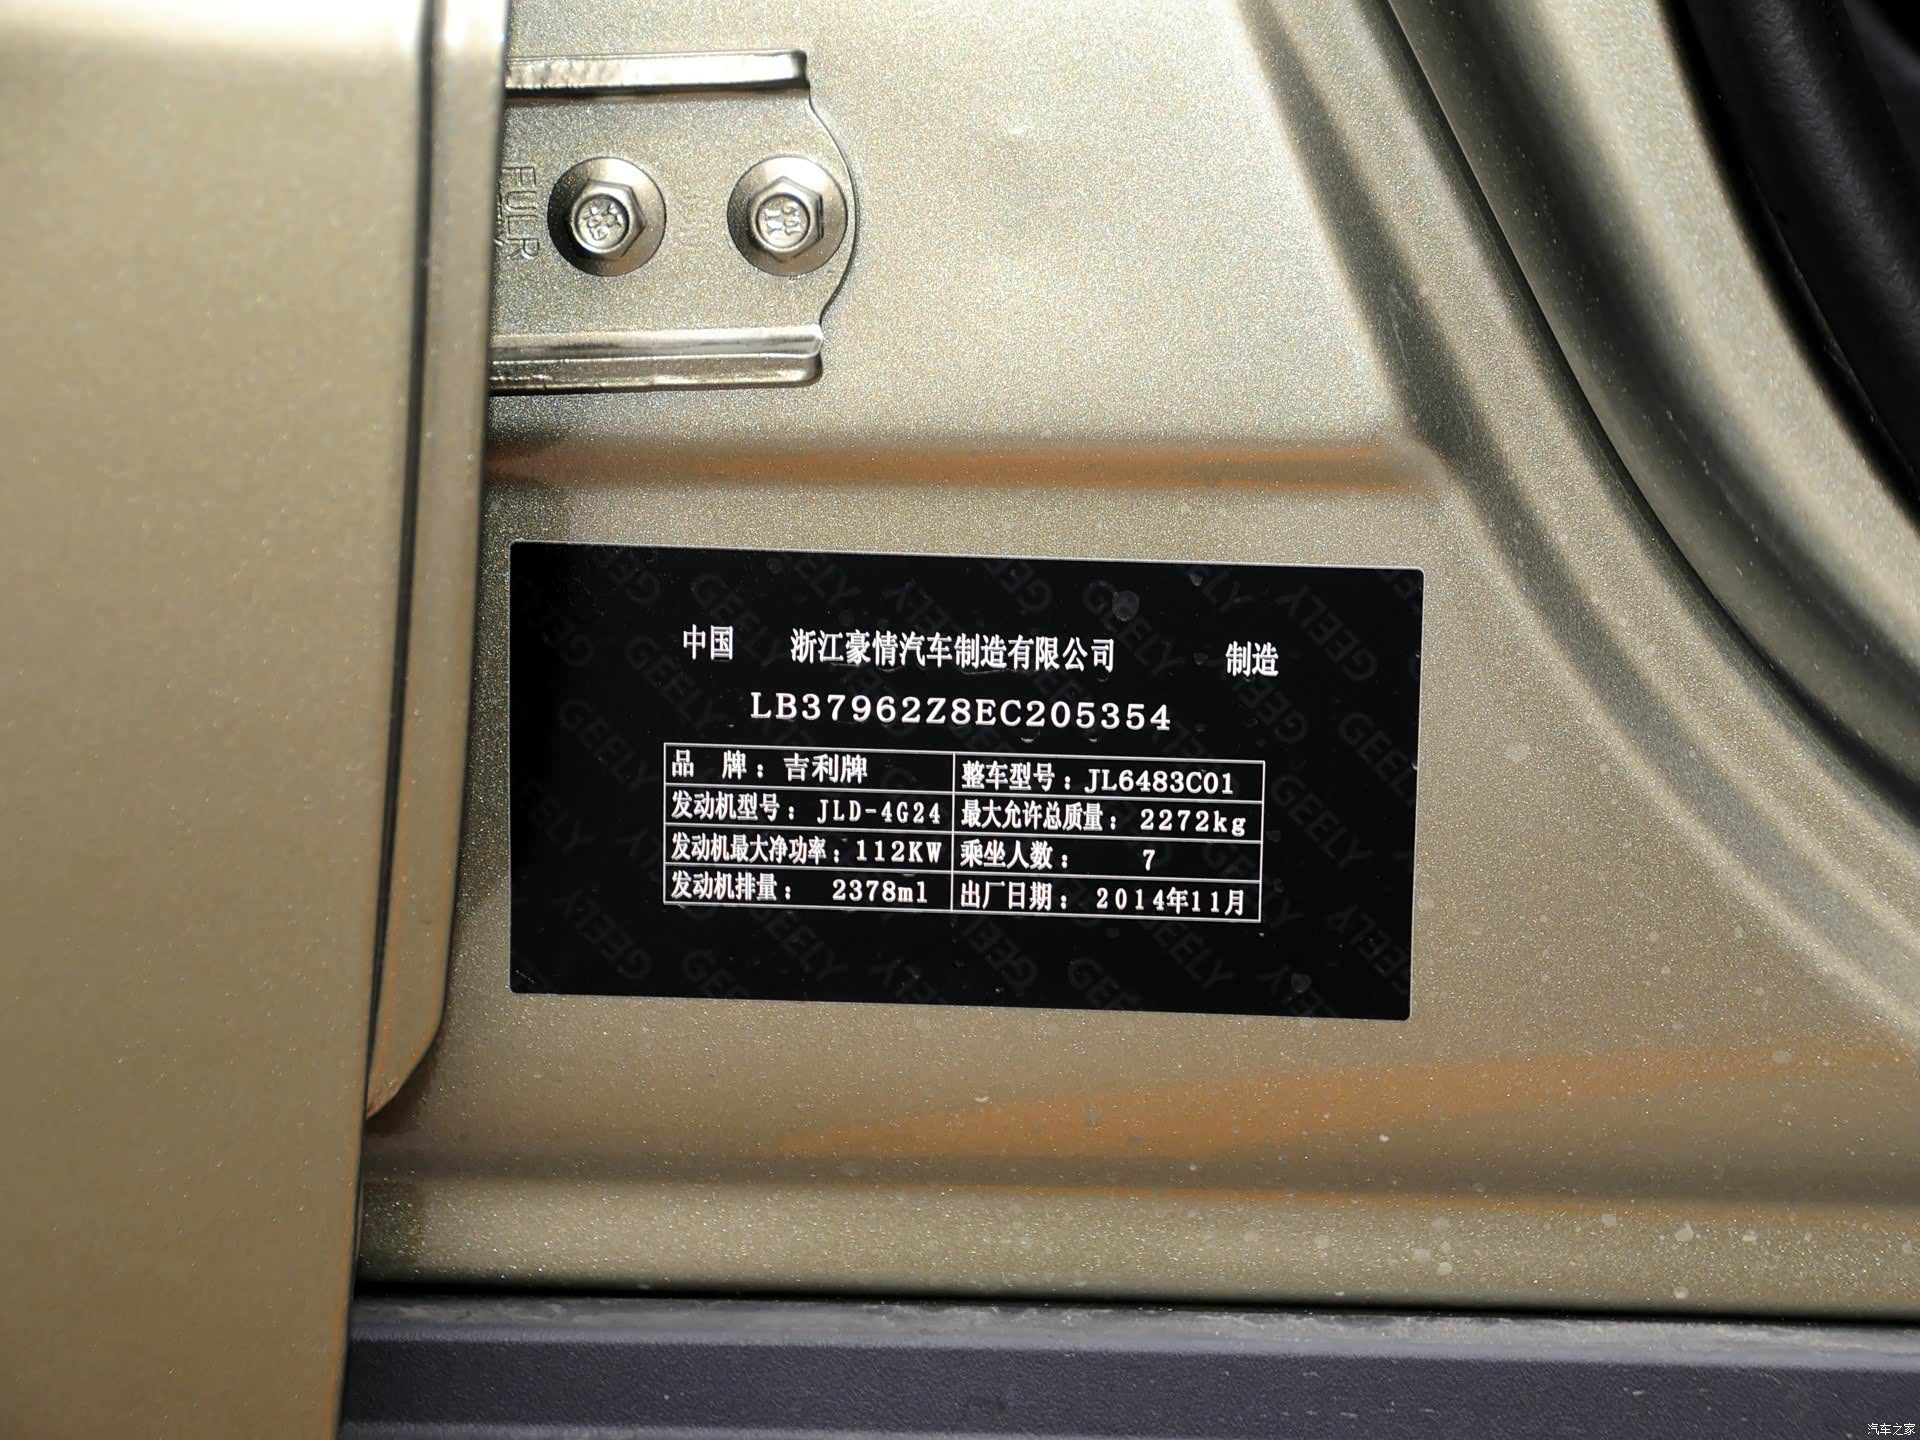 FULR
中国 浙江豪情汽车制造有限公司 制造
LB37962Z8EC205354
品 牌：吉利牌 整车型号：JL6483C01
发动机型号：JLD-4G24 最大允许总质量：2272kg
发动机最大净功率：112KW 乘坐人数：7
发动机排量：2378ml 出厂日期：2014年11月
汽车之家